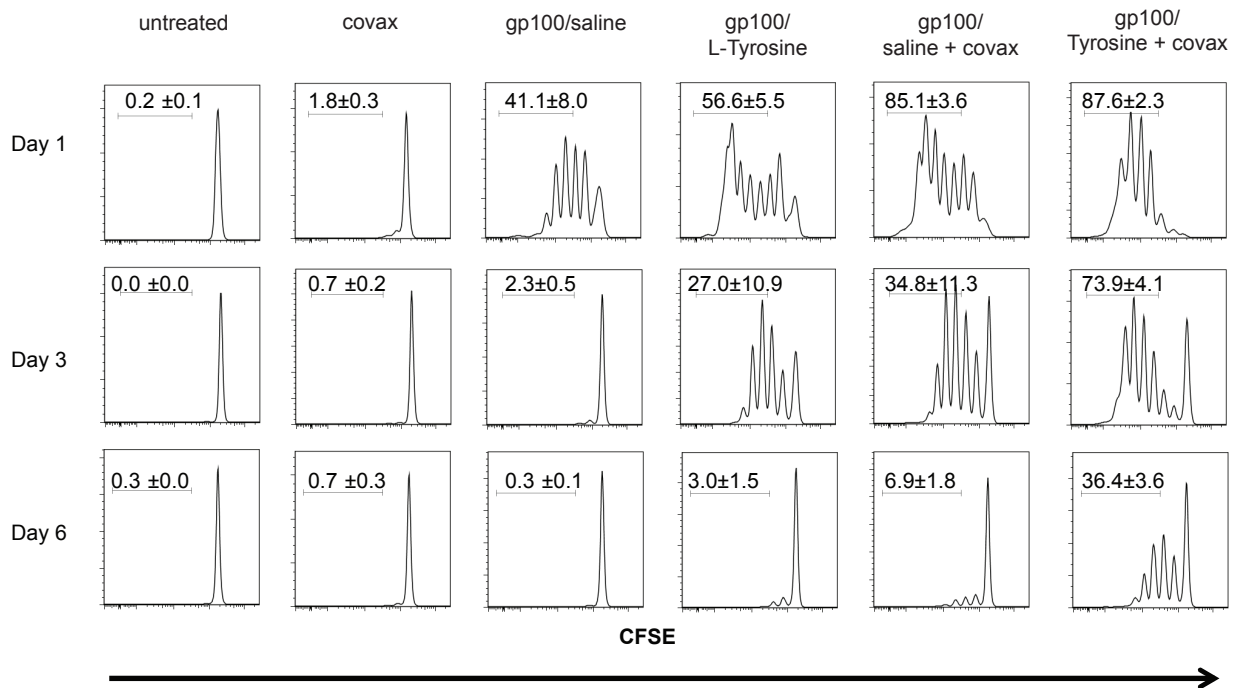 untreated
covax
gp100/saline
gp100/
L-Tyrosine
gp100/
saline + covax
gp100/
Tyrosine + covax
Day 1
0.2 ±0.1
1.8±0.3
41.1±8.0
56.6±5.5
85.1±3.6
87.6±2.3
Day 3
0.0 ±0.0
0.7 ±0.2
2.3±0.5
27.0±10.9
34.8±11.3
73.9±4.1
Day 6
0.3 ±0.0
0.7 ±0.3
0.3 ±0.1
3.0±1.5
6.9±1.8
36.4±3.6
CFSE